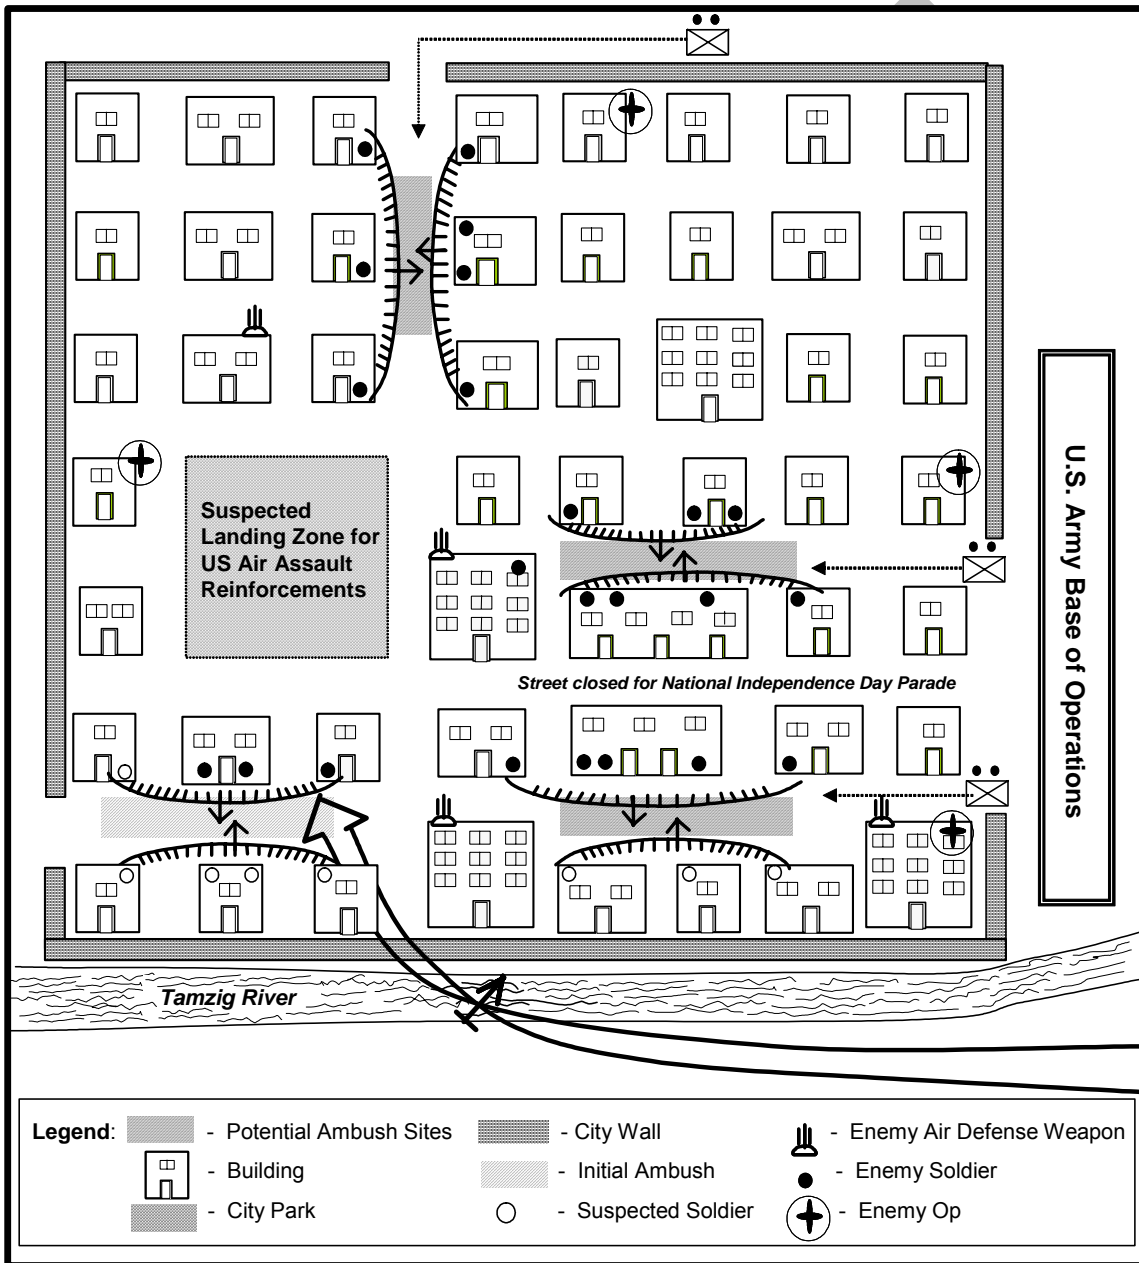 Suspected
Landing Zone for
US Air Assault
Reinforcements
U.S. Army Base of Operations
Street closed for National Independence Day Parade
Tamzig River
Legend:
- Potential Ambush Sites
- City Wall
- Enemy Air Defense Weapon
- Building
- Initial Ambush
- Enemy Soldier
- City Park
- Suspected Soldier
- Enemy Op